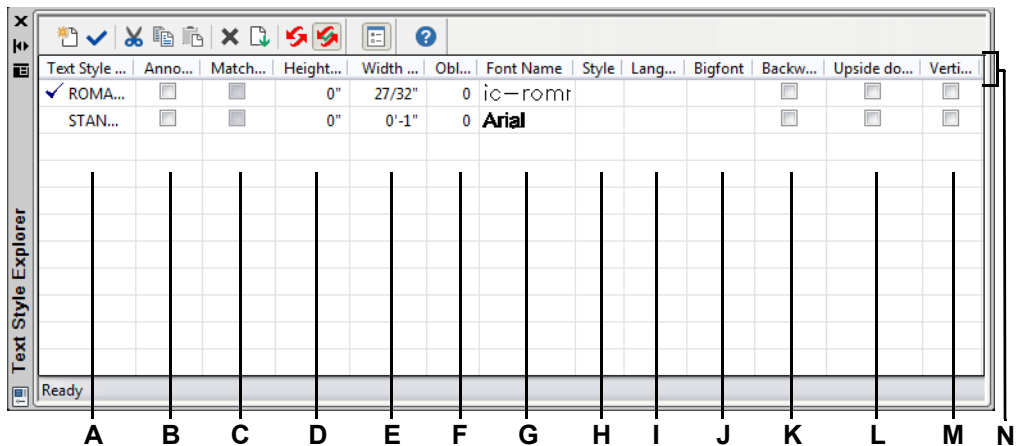 Text Style ... Anno... Match... Height... Width ... Obl... Font Name Style Lang... Bigfont Backw... Upside do... Verti...
ROMA... 0" 27/32" 0 ic-romr
STAN... 0" 0'-1" 0 Arial
Text Style Explorer
Ready
A B C D E F G H I J K L M N